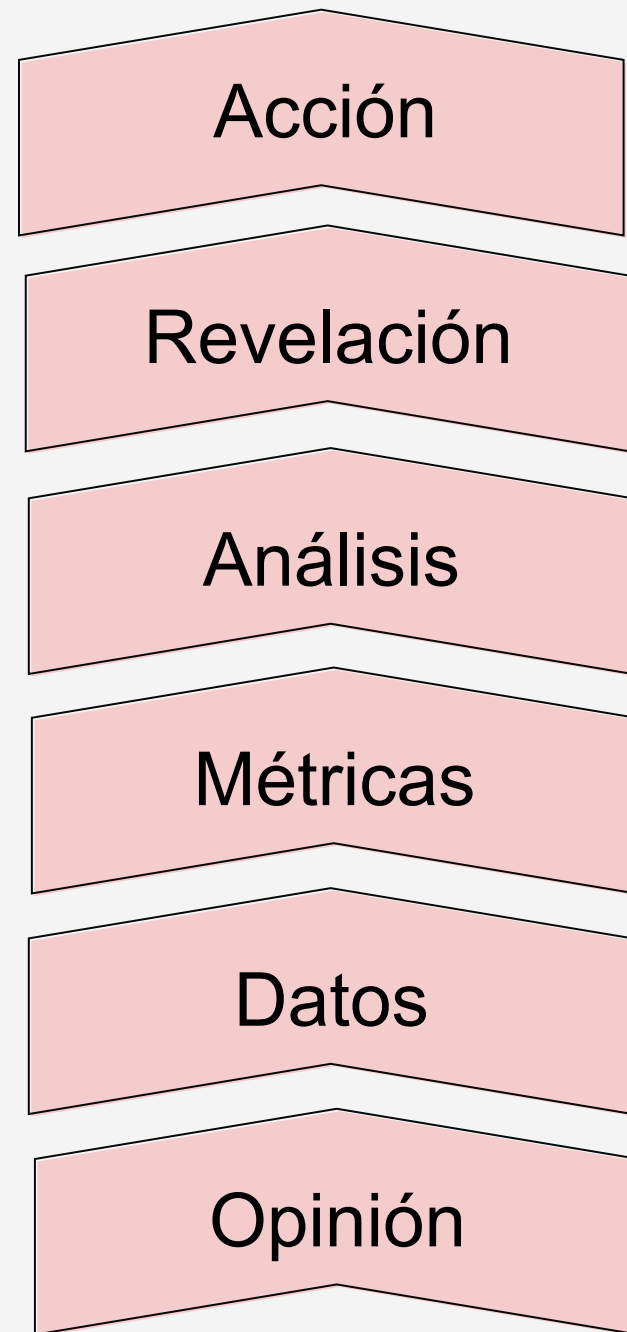 Acción
Revelación
Análisis
Métricas
Datos
Opinión